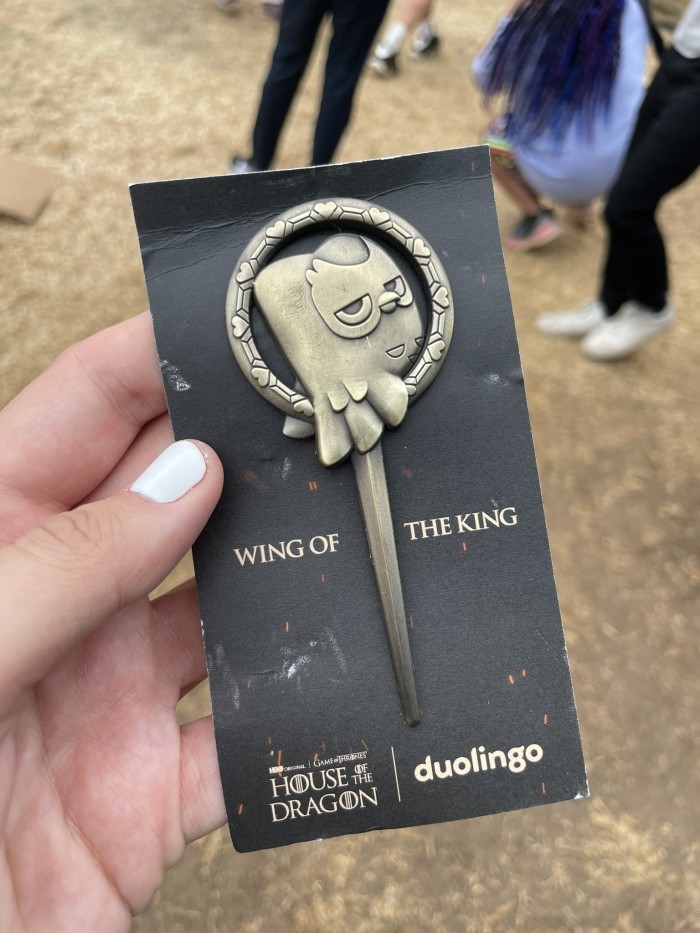 WING OF THE KING
HBO ORIGINAL | GAME OF THRONES
HOUSE OF THE
DRAGON
duolingo